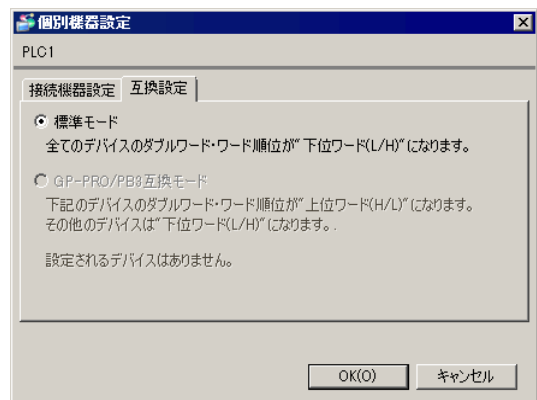 個別機器設定
PLC1
接続機器設定 互換設定
標準モード
全てのデバイスのダブルワード・ワード順位が"下位ワード(L/H)"になります。
GP-PRO/PB3互換モード
下記のデバイスのダブルワード・ワード順位が"上位ワード(H/L)"になります。
その他のデバイスは"下位ワード(L/H)"になります。.
設定されるデバイスはありません。
OK(O) キャンセル